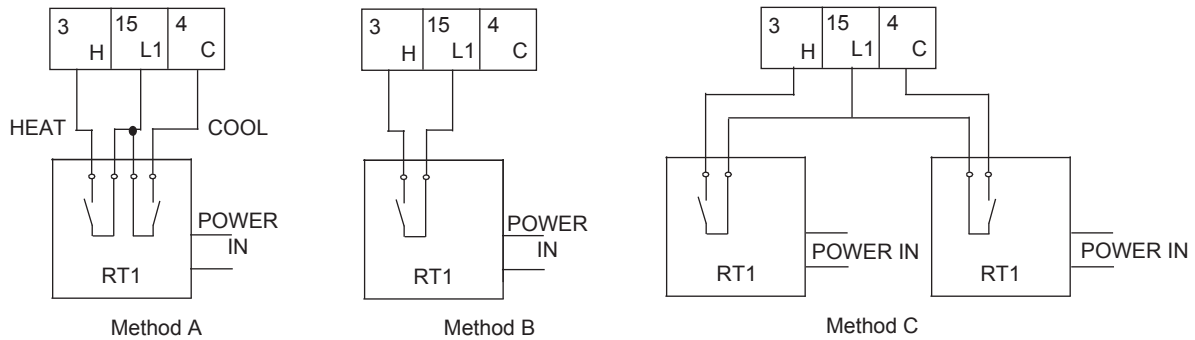 3 H 15 L1 4 C
HEAT COOL
POWER IN
RT1
Method A
3 H 15 L1 4 C
POWER IN
RT1
Method B
3 H 15 L1 4 C
RT1
POWER IN
RT1
POWER IN
Method C